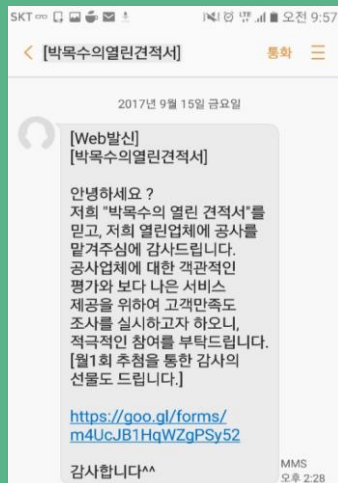 SKT 오전 9:57
[박목수의열린견적서] 통화
2017년 9월 15일 금요일
[Web발신]
[박목수의열린견적서]
안녕하세요 ?
저희 "박목수의 열린 견적서"를
믿고, 저희 열린업체에 공사를
맡겨주심에 감사드립니다.
공사업체에 대한 객관적인
평가와 보다 나은 서비스
제공을 위하여 고객만족도
조사를 실시하고자 하오니,
적극적인 참여를 부탁드립니다.
[월1회 추첨을 통한 감사의
선물도 드립니다.]
https://goo.gl/forms/
m4UcJB1HqWZgPSy52
감사합니다^^
MMS
오후 2:28